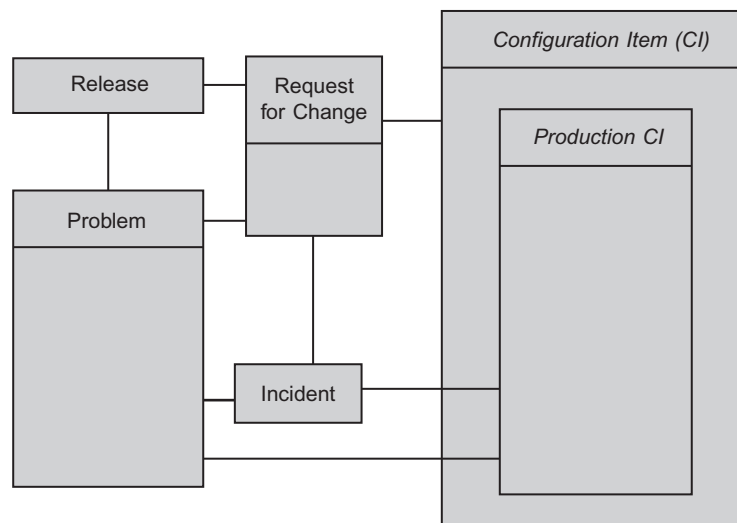 Configuration Item (CI)
Release
Request
for Change
Production CI
Problem
Incident